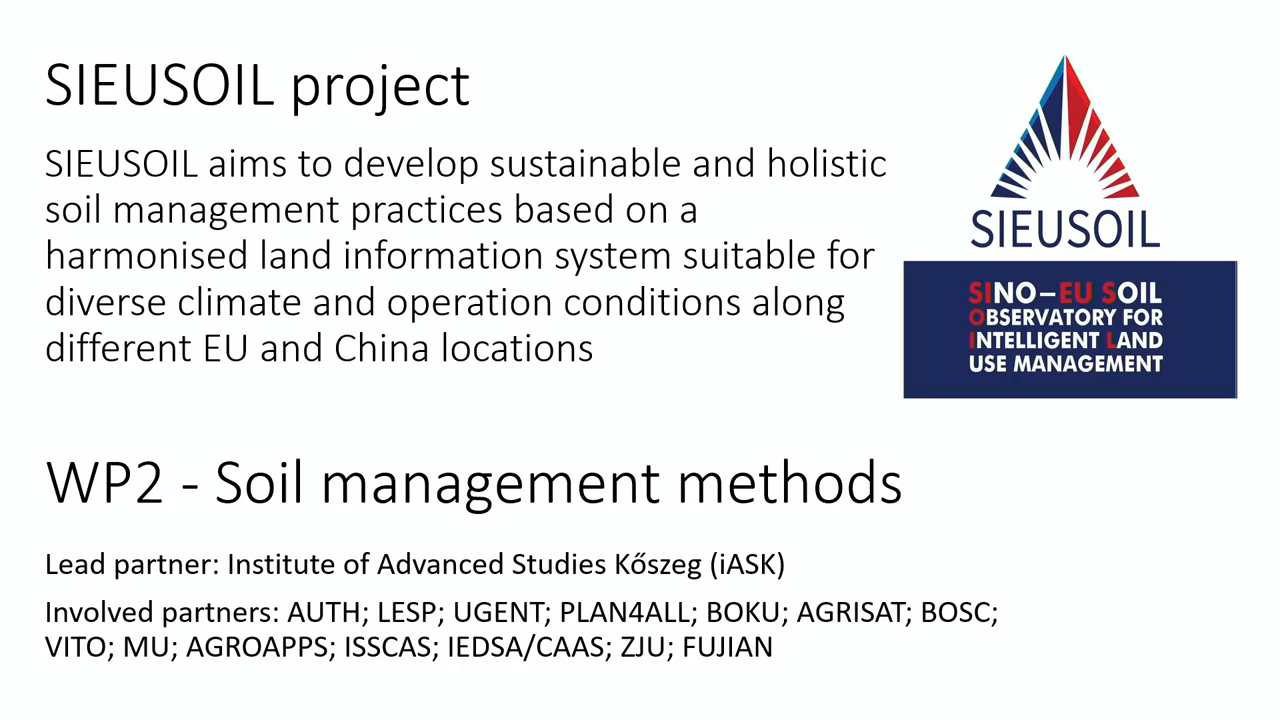 SIEUSOIL project
SIEUSOIL aims to develop sustainable and holistic
soil management practices based on a
harmonised land information system suitable for
diverse climate and operation conditions along
different EU and China locations
SIEUSOIL
SINO–EU SOIL
OBSERVATORY FOR
INTELLIGENT LAND
USE MANAGEMENT
WP2 - Soil management methods
Lead partner: Institute of Advanced Studies Kőszeg (iASK)
Involved partners: AUTH; LESP; UGENT; PLAN4ALL; BOKU; AGRISAT; BOSC;
VITO; MU; AGROAPPS; ISSCAS; IEDSA/CAAS; ZJU; FUJIAN